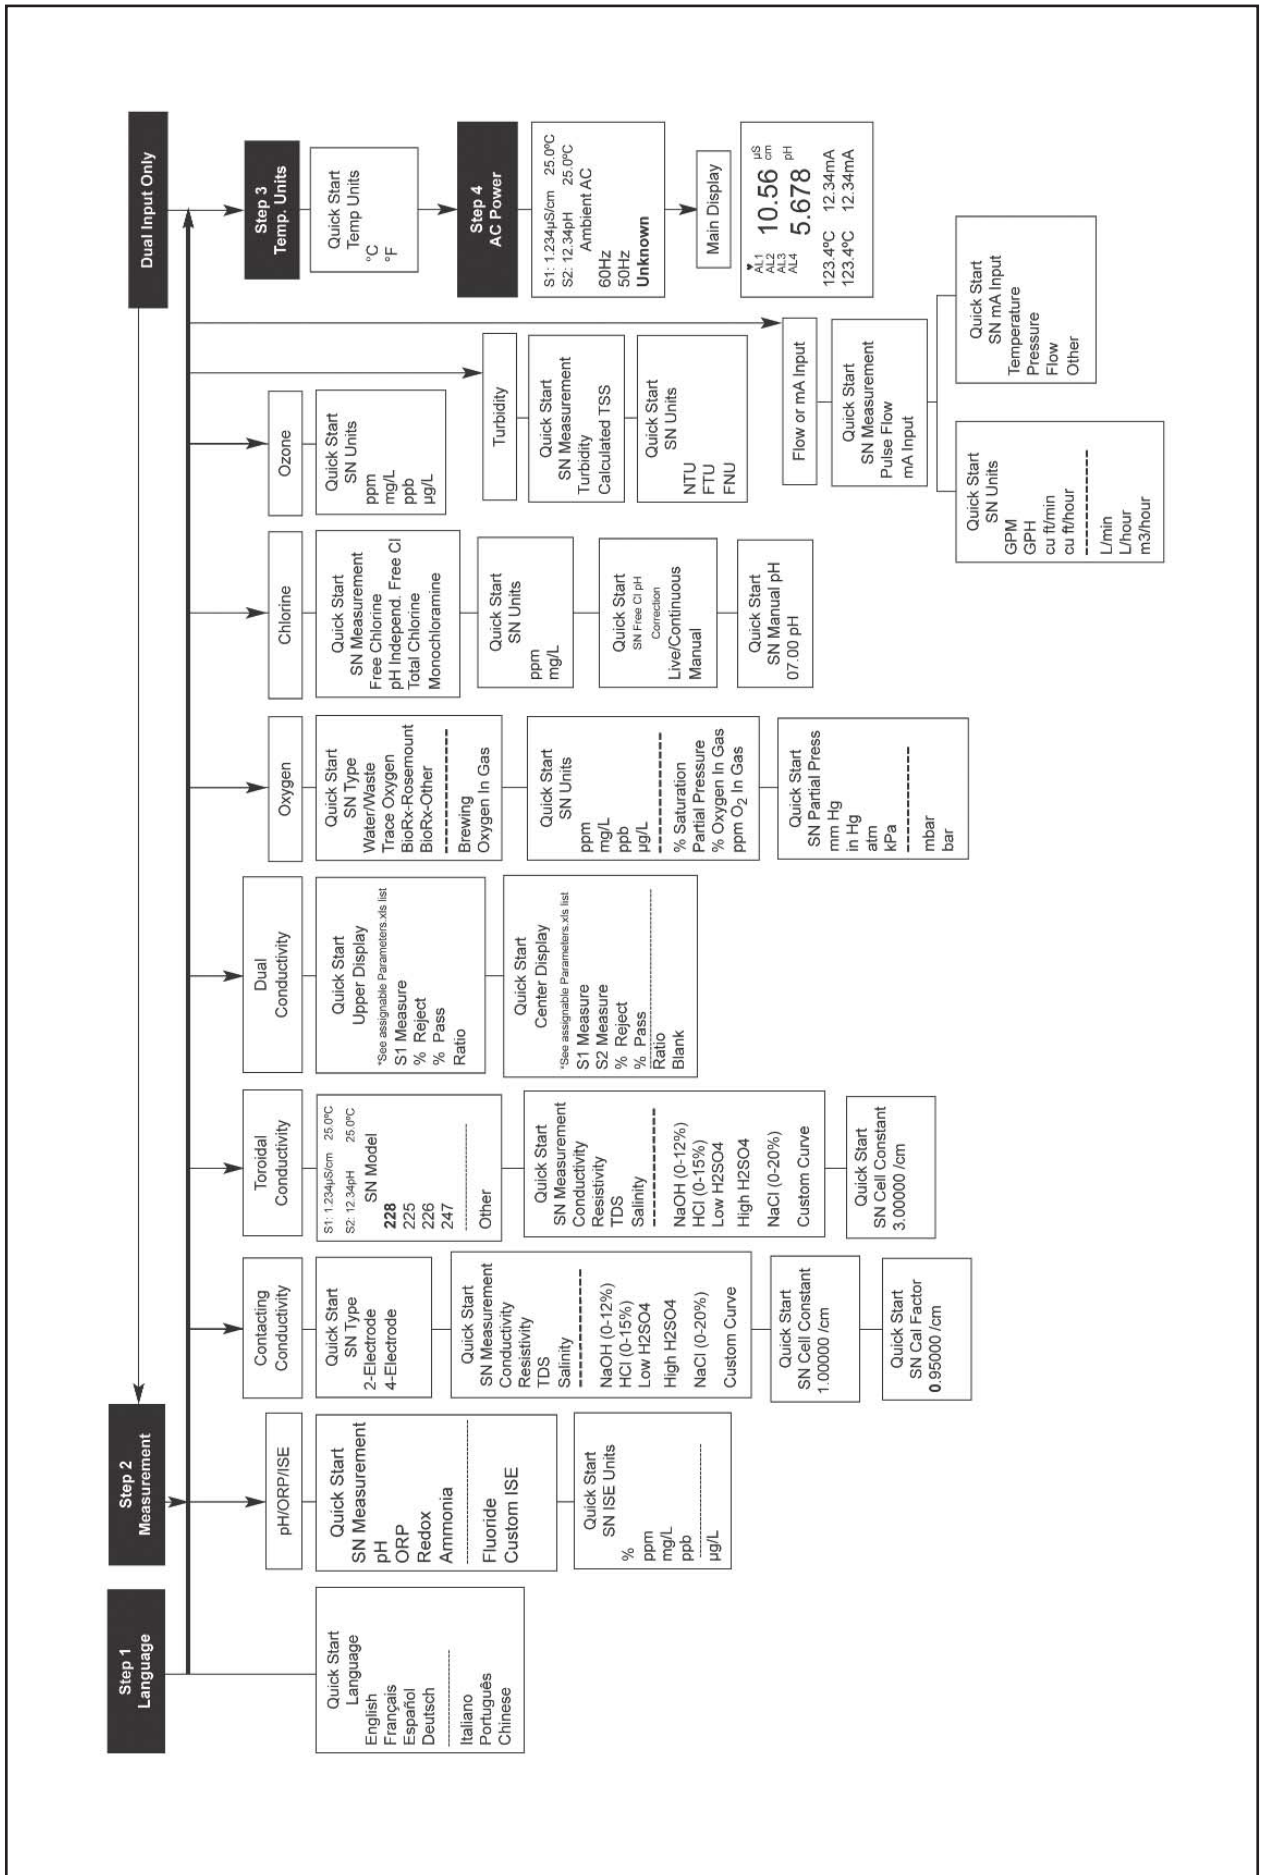 Step 1
Language
Quick Start
Language
English
Français
Español
Deutsch
Italiano
Português
Chinese
Step 2
Measurement
pH/ORP/ISE
Quick Start
SN Measurement
pH
ORP
Redox
Ammonia
Fluoride
Custom ISE
Quick Start
SN ISE Units
%
ppm
mg/L
ppb
µg/L
Contacting
Conductivity
Quick Start
SN Type
2-Electrode
4-Electrode
Quick Start
SN Measurement
Conductivity
Resistivity
TDS
Salinity
NaOH (0-12%)
HCl (0-15%)
Low H2SO4
High H2SO4
NaCl (0-20%)
Custom Curve
Quick Start
SN Cell Constant
1.00000 /cm
Quick Start
SN Cal Factor
0.95000 /cm
Toroidal
Conductivity
S1: 1.234µS/cm 25.0ºC
S2: 12.34pH 25.0ºC
SN Model
228
225
226
247
Other
Quick Start
SN Measurement
Conductivity
Resistivity
TDS
Salinity
NaOH (0-12%)
HCl (0-15%)
Low H2SO4
High H2SO4
NaCl (0-20%)
Custom Curve
Quick Start
SN Cell Constant
3.00000 /cm
Dual
Conductivity
Quick Start
Upper Display
*See assignable Parameters.xls list
S1 Measure
% Reject
% Pass
Ratio
Quick Start
Center Display
*See assignable Parameters.xls list
S1 Measure
S2 Measure
% Reject
% Pass
Ratio
Blank
Oxygen
Quick Start
SN Type
Water/Waste
Trace Oxygen
BioRx-Rosemount
BioRx-Other
Brewing
Oxygen In Gas
Quick Start
SN Units
ppm
mg/L
ppb
µg/L
% Saturation
Partial Pressure
% Oxygen In Gas
ppm O2 In Gas
Quick Start
SN Partial Press
mm Hg
in Hg
atm
kPa
mbar
bar
Chlorine
Quick Start
SN Measurement
Free Chlorine
pH Independ. Free Cl
Total Chlorine
Monochloramine
Quick Start
SN Units
ppm
mg/L
Quick Start
SN Free Cl pH
Correction
Live/Continuous
Manual
Quick Start
SN Manual pH
07.00 pH
Ozone
Quick Start
SN Units
ppm
mg/L
ppb
µg/L
Turbidity
Quick Start
SN Measurement
Turbidity
Calculated TSS
Quick Start
SN Units
NTU
FTU
FNU
Flow or mA Input
Quick Start
SN Measurement
Pulse Flow
mA Input
Quick Start
SN Units
GPM
GPH
cu ft/min
cu ft/hour
L/min
L/hour
m3/hour
Quick Start
SN mA Input
Temperature
Pressure
Flow
Other
Dual Input Only
Step 3
Temp. Units
Quick Start
Temp Units
°C
°F
Step 4
AC Power
S1: 1.234µS/cm 25.0ºC
S2: 12.34pH 25.0ºC
Ambient AC
60Hz
50Hz
Unknown
Main Display
♥
AL1
AL2
AL3
AL4
10.56 µS
cm
5.678 pH
123.4ºC 12.34mA
123.4ºC 12.34mA